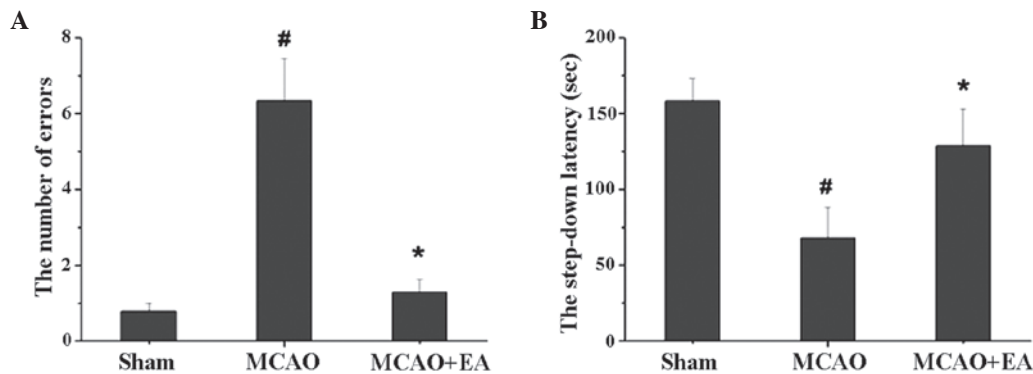 A
The number of errors
8
6
4
2
0
#
*
Sham
MCAO
MCAO+EA
B
The step-down latency (sec)
200
150
100
50
0
#
*
Sham
MCAO
MCAO+EA